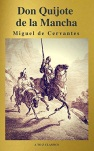 Don Quijote
de la Mancha
Miguel de Cervantes